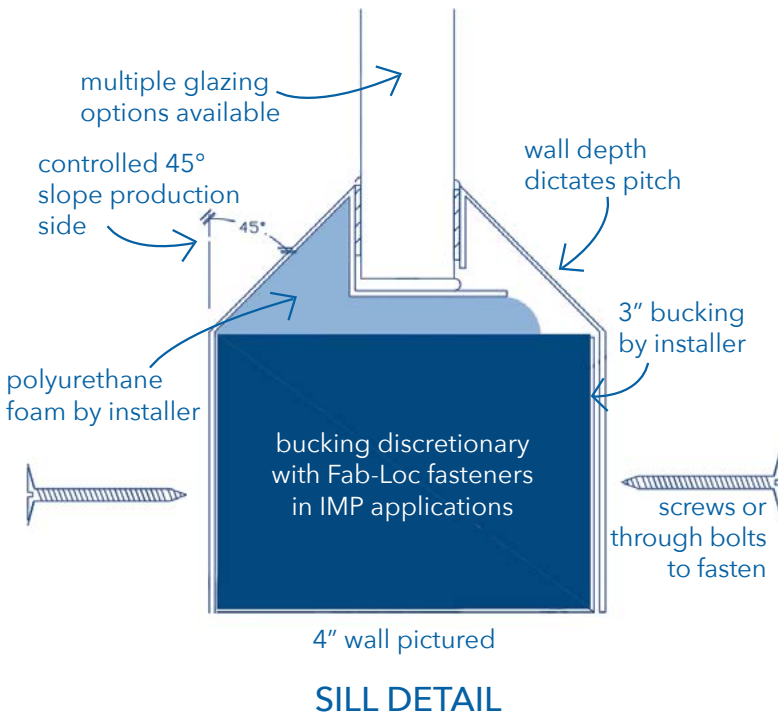 multiple glazing
options available
controlled 45°
slope production
side
45°
wall depth
dictates pitch
3” bucking
by installer
polyurethane
foam by installer
bucking discretionary
with Fab-Loc fasteners
in IMP applications
screws or
through bolts
to fasten
4” wall pictured
SILL DETAIL